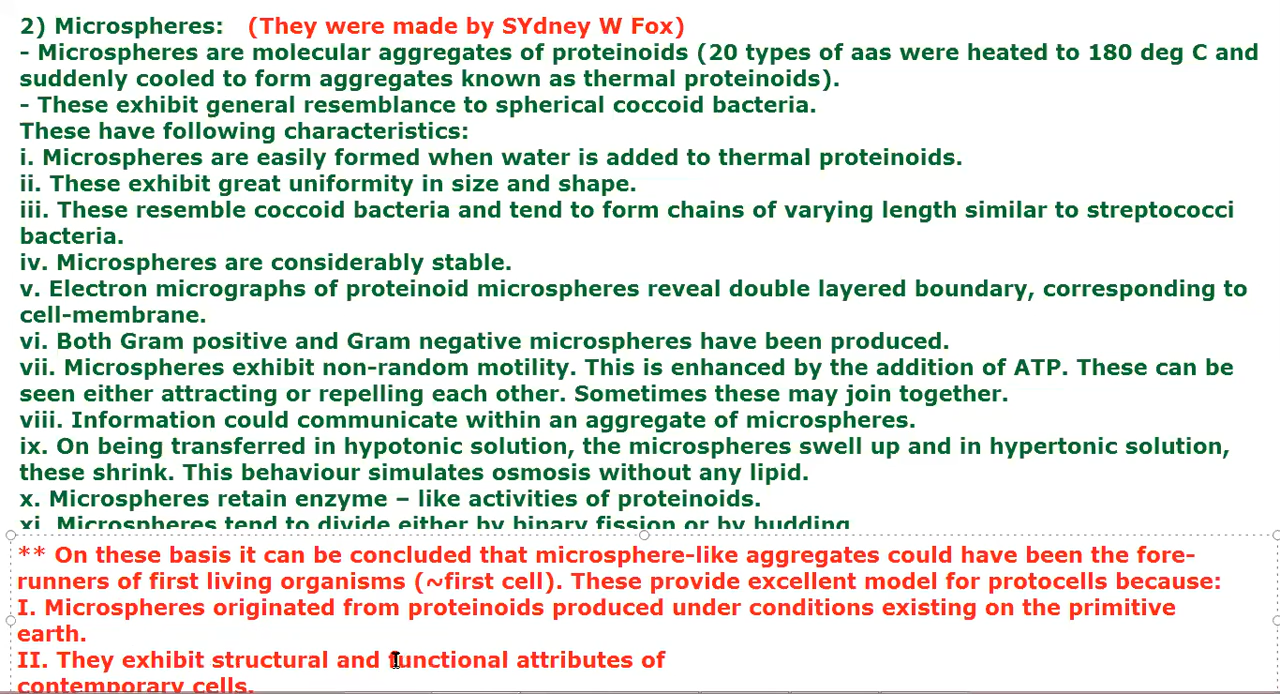 2) Microspheres: (They were made by SYdney W Fox)
- Microspheres are molecular aggregates of proteinoids (20 types of aas were heated to 180 deg C and
suddenly cooled to form aggregates known as thermal proteinoids).
- These exhibit general resemblance to spherical coccoid bacteria.
These have following characteristics:
i. Microspheres are easily formed when water is added to thermal proteinoids.
ii. These exhibit great uniformity in size and shape.
iii. These resemble coccoid bacteria and tend to form chains of varying length similar to streptococci
bacteria.
iv. Microspheres are considerably stable.
v. Electron micrographs of proteinoid microspheres reveal double layered boundary, corresponding to
cell-membrane.
vi. Both Gram positive and Gram negative microspheres have been produced.
vii. Microspheres exhibit non-random motility. This is enhanced by the addition of ATP. These can be
seen either attracting or repelling each other. Sometimes these may join together.
viii. Information could communicate within an aggregate of microspheres.
ix. On being transferred in hypotonic solution, the microspheres swell up and in hypertonic solution,
these shrink. This behaviour simulates osmosis without any lipid.
x. Microspheres retain enzyme – like activities of proteinoids.
xi. Microspheres tend to divide either by binary fission or by budding
** On these basis it can be concluded that microsphere-like aggregates could have been the fore-
runners of first living organisms (~first cell). These provide excellent model for protocells because:
I. Microspheres originated from proteinoids produced under conditions existing on the primitive
earth.
II. They exhibit structural and functional attributes of
contemporary cells.